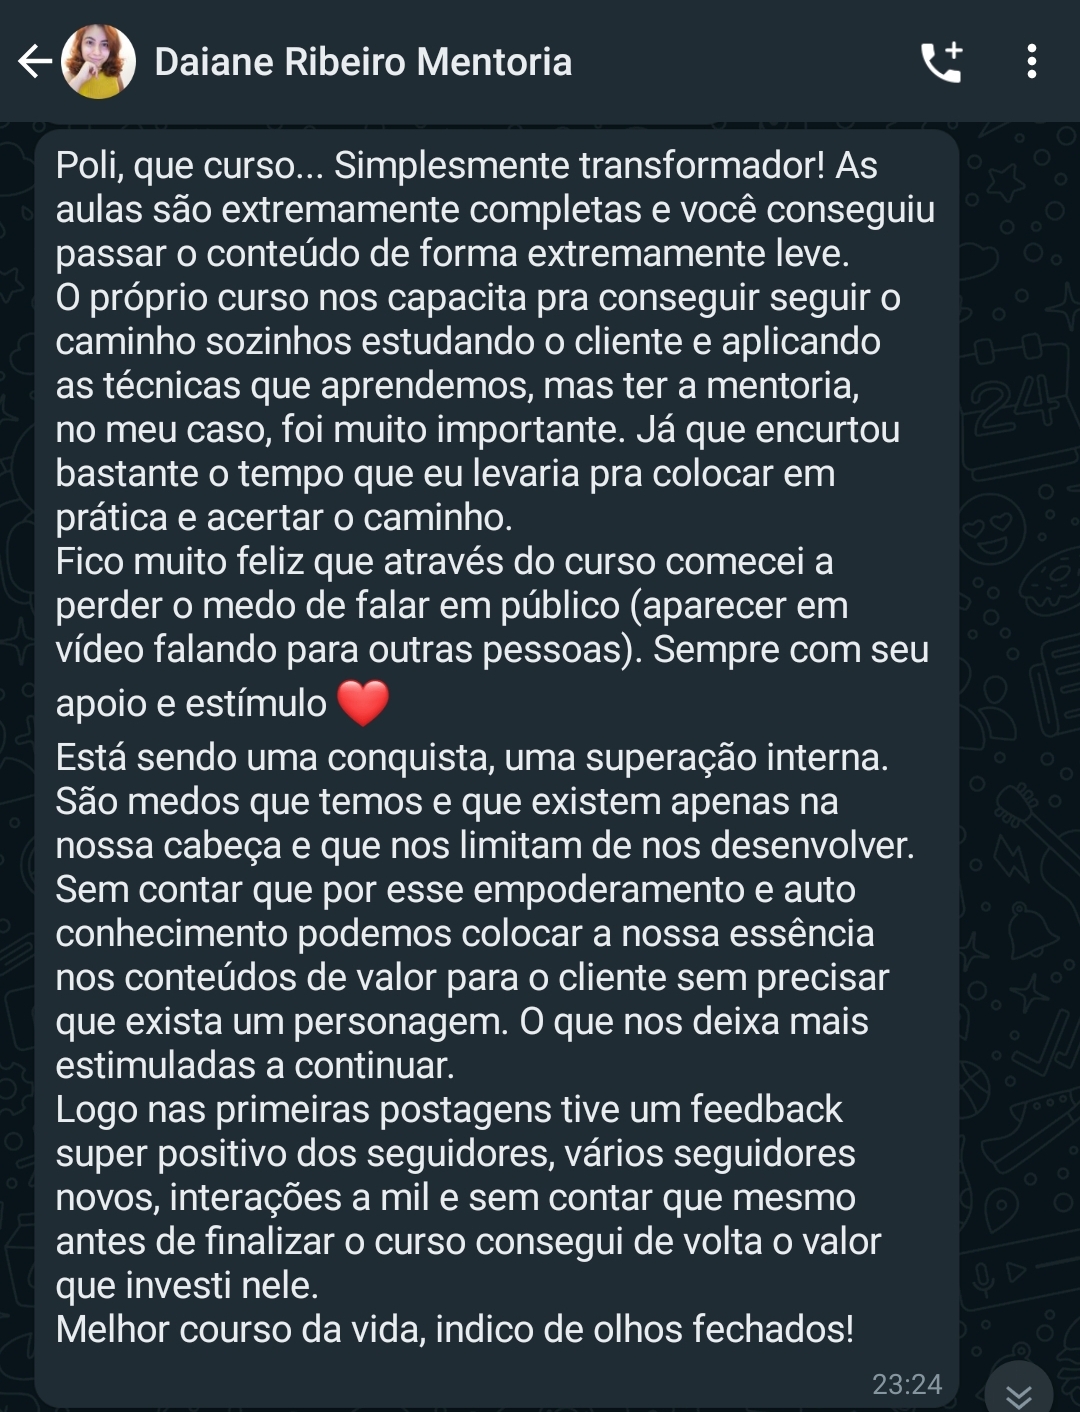 Daiane Ribeiro Mentoria
Poli, que curso... Simplesmente transformador! As
aulas são extremamente completas e você conseguiu
passar o conteúdo de forma extremamente leve.
O próprio curso nos capacita pra conseguir seguir o
caminho sozinhos estudando o cliente e aplicando
as técnicas que aprendemos, mas ter a mentoria,
no meu caso, foi muito importante. Já que encurtou
bastante o tempo que eu levaria pra colocar em
prática e acertar o caminho.
Fico muito feliz que através do curso comecei a
perder o medo de falar em público (aparecer em
vídeo falando para outras pessoas). Sempre com seu
apoio e estímulo ❤️
Está sendo uma conquista, uma superação interna.
São medos que temos e que existem apenas na
nossa cabeça e que nos limitam de nos desenvolver.
Sem contar que por esse empoderamento e auto
conhecimento podemos colocar a nossa essência
nos conteúdos de valor para o cliente sem precisar
que exista um personagem. O que nos deixa mais
estimuladas a continuar.
Logo nas primeiras postagens tive um feedback
super positivo dos seguidores, vários seguidores
novos, interações a mil e sem contar que mesmo
antes de finalizar o curso consegui de volta o valor
que investi nele.
Melhor courso da vida, indico de olhos fechados!
23:24
24